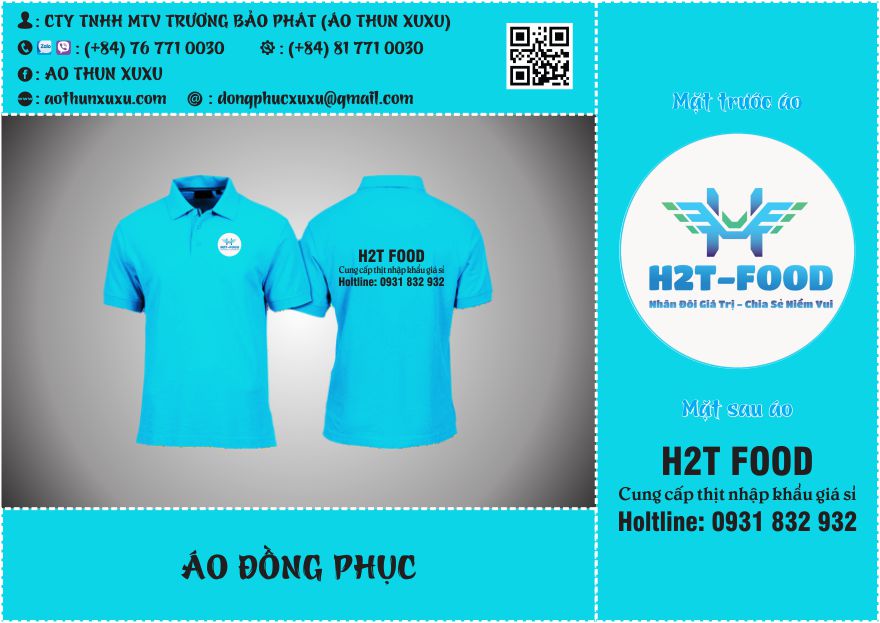 : CTY TNHH MTV TRƯƠNG BẢO PHÁT (ÁO THUN XUXU)
Zalo : (+84) 76 771 0030 : (+84) 81 771 0030
: AO THUN XUXU
: aothunxuxu.com @ : dongphucxuxu@gmail.com
H2T-FOOD
H2T FOOD
Cung cấp thịt nhập khẩu giá sỉ
Holtline: 0931 832 932
ÁO ĐỒNG PHỤC
Mặt trước áo
H2T-FOOD
Nhân Đôi Giá Trị - Chia Sẻ Niềm Vui
Mặt sau áo
H2T FOOD
Cung cấp thịt nhập khẩu giá sỉ
Holtline: 0931 832 932